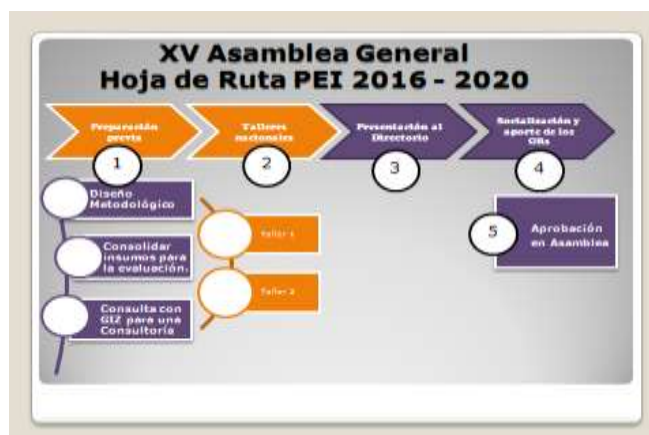 XV Asamblea General
Hoja de Ruta PEI 2016 - 2020
Preparación
previa
Talleres
nacionales
Presentación al
Directorio
Socialización y
aporte de los
ORs
1
2
3
4
Diseño
Metodológico
Consolidar
insumos para
la evaluación.
Consulta con
GIZ para una
Consultoría
Taller 1
Taller 2
5
Aprobación
en Asamblea